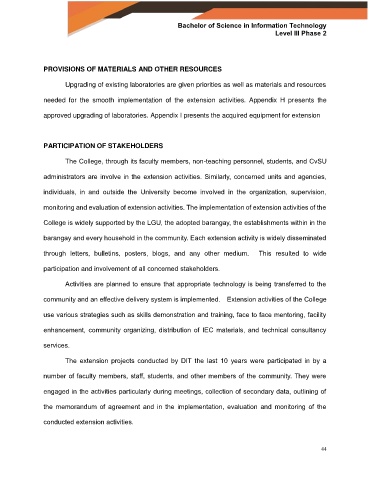 Bachelor of Science in Information Technology
Level III Phase 2
PROVISIONS OF MATERIALS AND OTHER RESOURCES
Upgrading of existing laboratories are given priorities as well as materials and resources
needed for the smooth implementation of the extension activities. Appendix H presents the
approved upgrading of laboratories. Appendix I presents the acquired equipment for extension
PARTICIPATION OF STAKEHOLDERS
The College, through its faculty members, non-teaching personnel, students, and CvSU
administrators are involve in the extension activities. Similarly, concerned units and agencies,
individuals, in and outside the University become involved in the organization, supervision,
monitoring and evaluation of extension activities. The implementation of extension activities of the
College is widely supported by the LGU, the adopted barangay, the establishments within in the
barangay and every household in the community. Each extension activity is widely disseminated
through letters, bulletins, posters, blogs, and any other medium. This resulted to wide
participation and involvement of all concerned stakeholders.
Activities are planned to ensure that appropriate technology is being transferred to the
community and an effective delivery system is implemented. Extension activities of the College
use various strategies such as skills demonstration and training, face to face mentoring, facility
enhancement, community organizing, distribution of IEC materials, and technical consultancy
services.
The extension projects conducted by DIT the last 10 years were participated in by a
number of faculty members, staff, students, and other members of the community. They were
engaged in the activities particularly during meetings, collection of secondary data, outlining of
the memorandum of agreement and in the implementation, evaluation and monitoring of the
conducted extension activities.
44